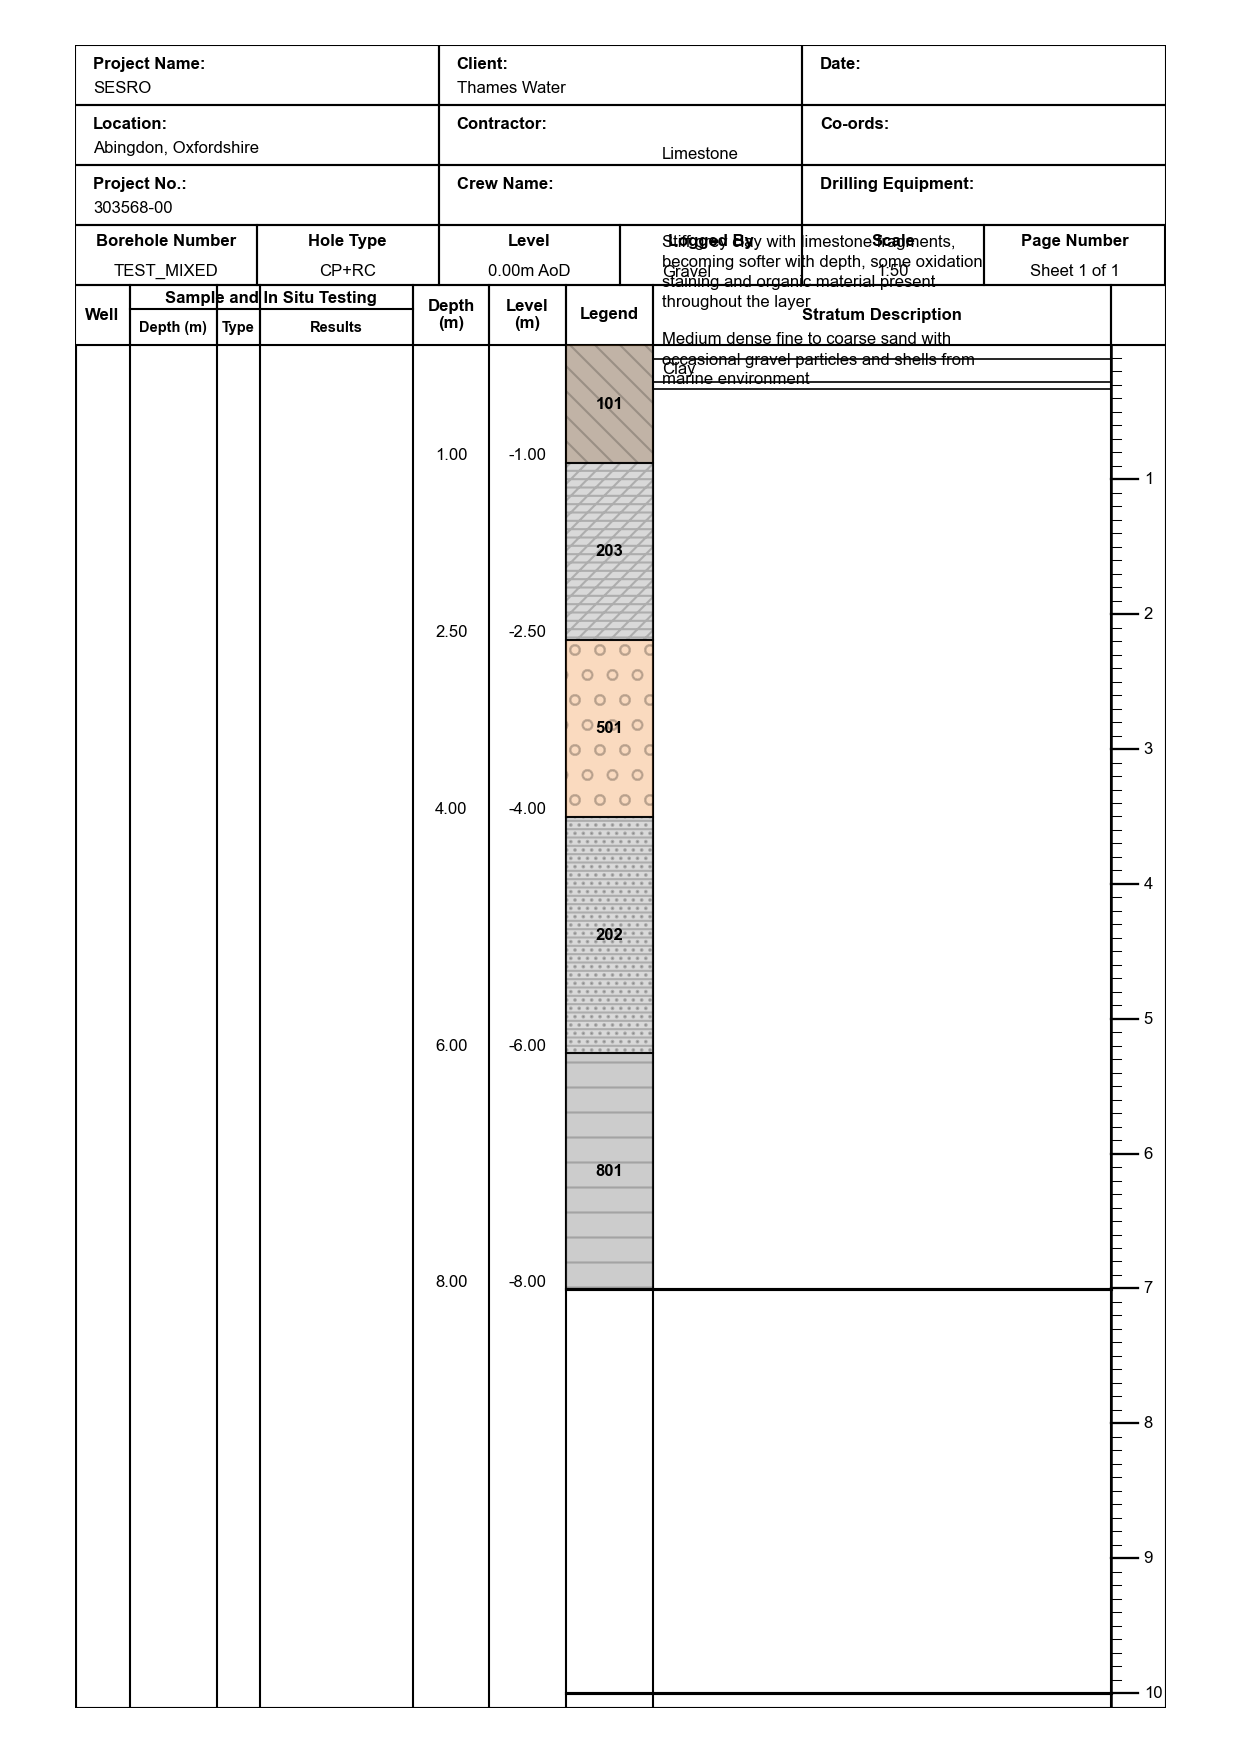 Project Name:
SESRO
Client:
Thames Water
Date:
Location:
Abingdon, Oxfordshire
Contractor:
Co-ords:
Limestone
Project No.:
303568-00
Crew Name:
Drilling Equipment:
Borehole Number
TEST_MIXED
Hole Type
CP+RC
Level
0.00m AoD
Logged By
Scale
1:50
Page Number
Sheet 1 of 1
Stiff grey clay with limestone fragments,
becoming softer with depth, some oxidation
staining and organic material present
throughout the layer
Gravel
Well
Sample and In Situ Testing
Depth (m)
Type
Results
Depth
(m)
Level
(m)
Legend
Stratum Description
Medium dense fine to coarse sand with
occasional gravel particles and shells from
marine environment
Clay
101
1.00 -1.00
1
203
2
2.50 -2.50
501
3
4.00 -4.00
4
202
5
6.00 -6.00
6
801
8.00 -8.00
7
8
9
10